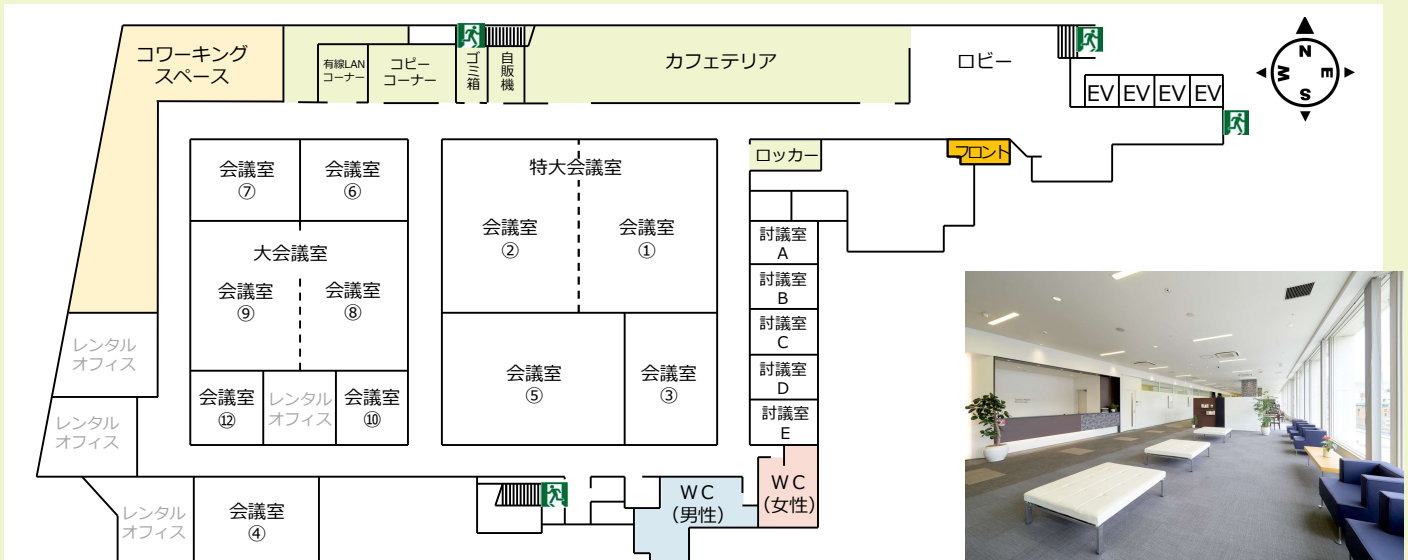 コワーキング
スペース
有線LAN
コーナー
コピー
コーナー
ゴミ箱
自販機
カフェテリア
ロビー
EV
EV
EV
EV
N
E
S
W
ロッカー
フロント
会議室
⑦
会議室
⑥
特大会議室
会議室
②
会議室
①
討議室
A
討議室
B
討議室
C
討議室
D
討議室
E
大会議室
会議室
⑨
会議室
⑧
レンタル
オフィス
会議室
⑫
レンタル
オフィス
会議室
⑩
会議室
⑤
会議室
③
レンタル
オフィス
レンタル
オフィス
会議室
④
WC
(男性)
WC
(女性)